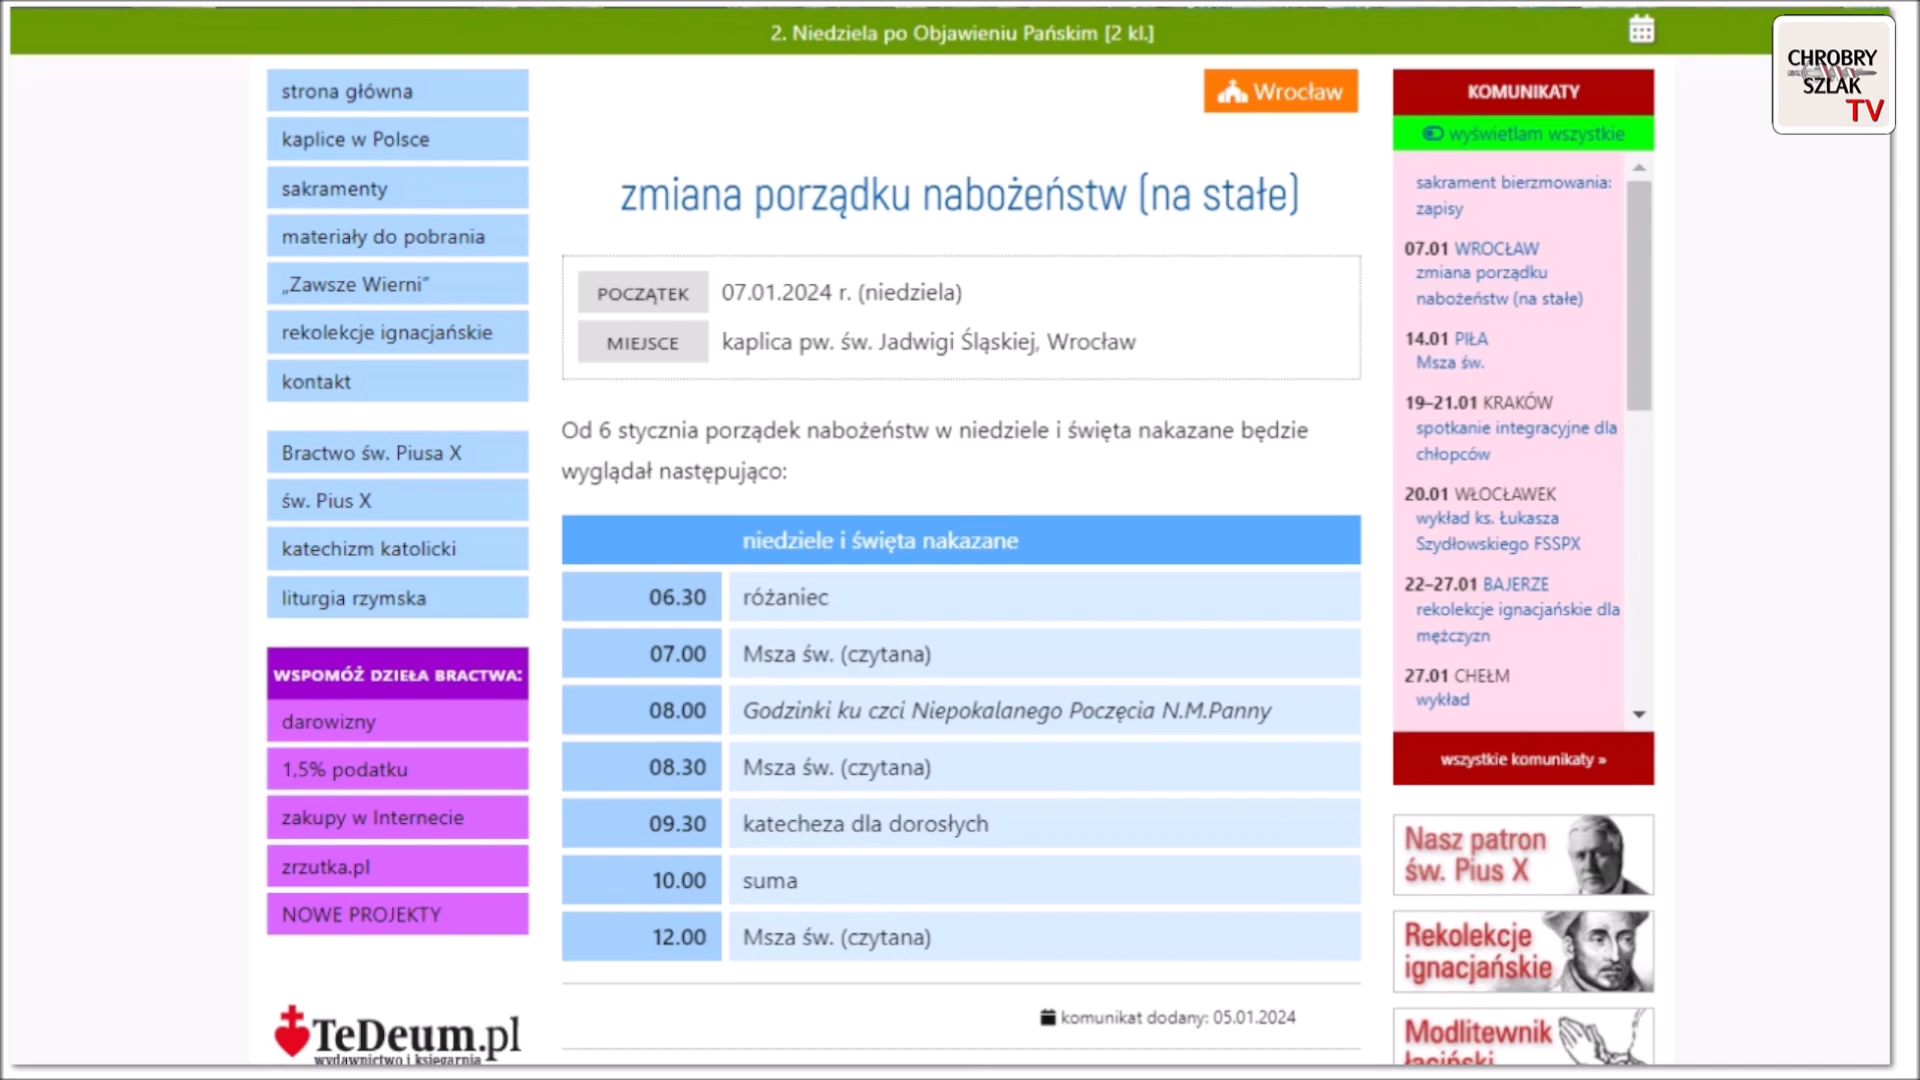 2. Niedziela po Objawieniu Pańskim [2 kl.]
CHROBRY
SZLAK
TV
strona główna
kaplice w Polsce
sakramenty
materiały do pobrania
„Zawsze Wierni”
rekolekcje ignacjańskie
kontakt
Bractwo św. Piusa X
św. Pius X
katechizm katolicki
liturgia rzymska
WSPOMÓŻ DZIEŁA BRACTWA:
darowizny
1,5% podatku
zakupy w Internecie
zrzutka.pl
NOWE PROJEKTY
TeDeum.pl
wydawnictwo i księgarnia
Wrocław
zmiana porządku nabożeństw (na stałe)
POCZĄTEK 07.01.2024 r. (niedziela)
MIEJSCE kaplica pw. św. Jadwigi Śląskiej, Wrocław
Od 6 stycznia porządek nabożeństw w niedziele i święta nakazane będzie
wyglądał następująco:
niedziele i święta nakazane
06.30 różaniec
07.00 Msza św. (czytana)
08.00 Godzinki ku czci Niepokalanego Poczęcia N.M.Panny
08.30 Msza św. (czytana)
09.30 katecheza dla dorosłych
10.00 suma
12.00 Msza św. (czytana)
komunikat dodany: 05.01.2024
KOMUNIKATY
wyświetlam wszystkie
sakrament bierzmowania:
zapisy
07.01 WROCŁAW
zmiana porządku
nabożeństw (na stałe)
14.01 PIŁA
Msza św.
19–21.01 KRAKÓW
spotkanie integracyjne dla
chłopców
20.01 WŁOCŁAWEK
wykład ks. Łukasza
Szydłowskiego FSSPX
22–27.01 BAJERZE
rekolekcje ignacjańskie dla
mężczyzn
27.01 CHEŁM
wykład
wszystkie komunikaty »
Nasz patron
św. Pius X
Rekolekcje
ignacjańskie
Modlitewnik
łaciński